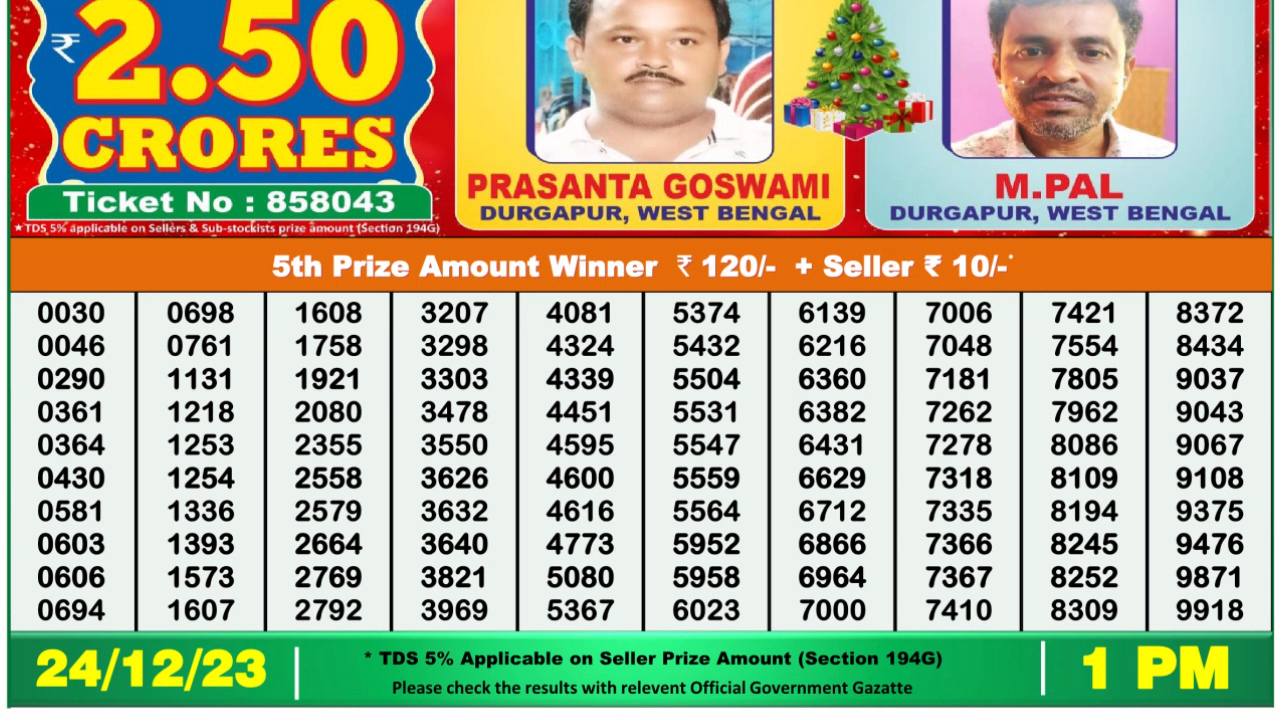 ₹ 2.50
CRORES
Ticket No : 858043
★TDS 5% applicable on Sellers & Sub-stockists prize amount (Section 194G)
PRASANTA GOSWAMI
DURGAPUR, WEST BENGAL
M.PAL
DURGAPUR, WEST BENGAL
5th Prize Amount Winner ₹ 120/- + Seller ₹ 10/-*
0030 0698 1608 3207 4081 5374 6139 7006 7421 8372
0046 0761 1758 3298 4324 5432 6216 7048 7554 8434
0290 1131 1921 3303 4339 5504 6360 7181 7805 9037
0361 1218 2080 3478 4451 5531 6382 7262 7962 9043
0364 1253 2355 3550 4595 5547 6431 7278 8086 9067
0430 1254 2558 3626 4600 5559 6629 7318 8109 9108
0581 1336 2579 3632 4616 5564 6712 7335 8194 9375
0603 1393 2664 3640 4773 5952 6866 7366 8245 9476
0606 1573 2769 3821 5080 5958 6964 7367 8252 9871
0694 1607 2792 3969 5367 6023 7000 7410 8309 9918
24/12/23
* TDS 5% Applicable on Seller Prize Amount (Section 194G)
Please check the results with relevent Official Government Gazatte
1 PM